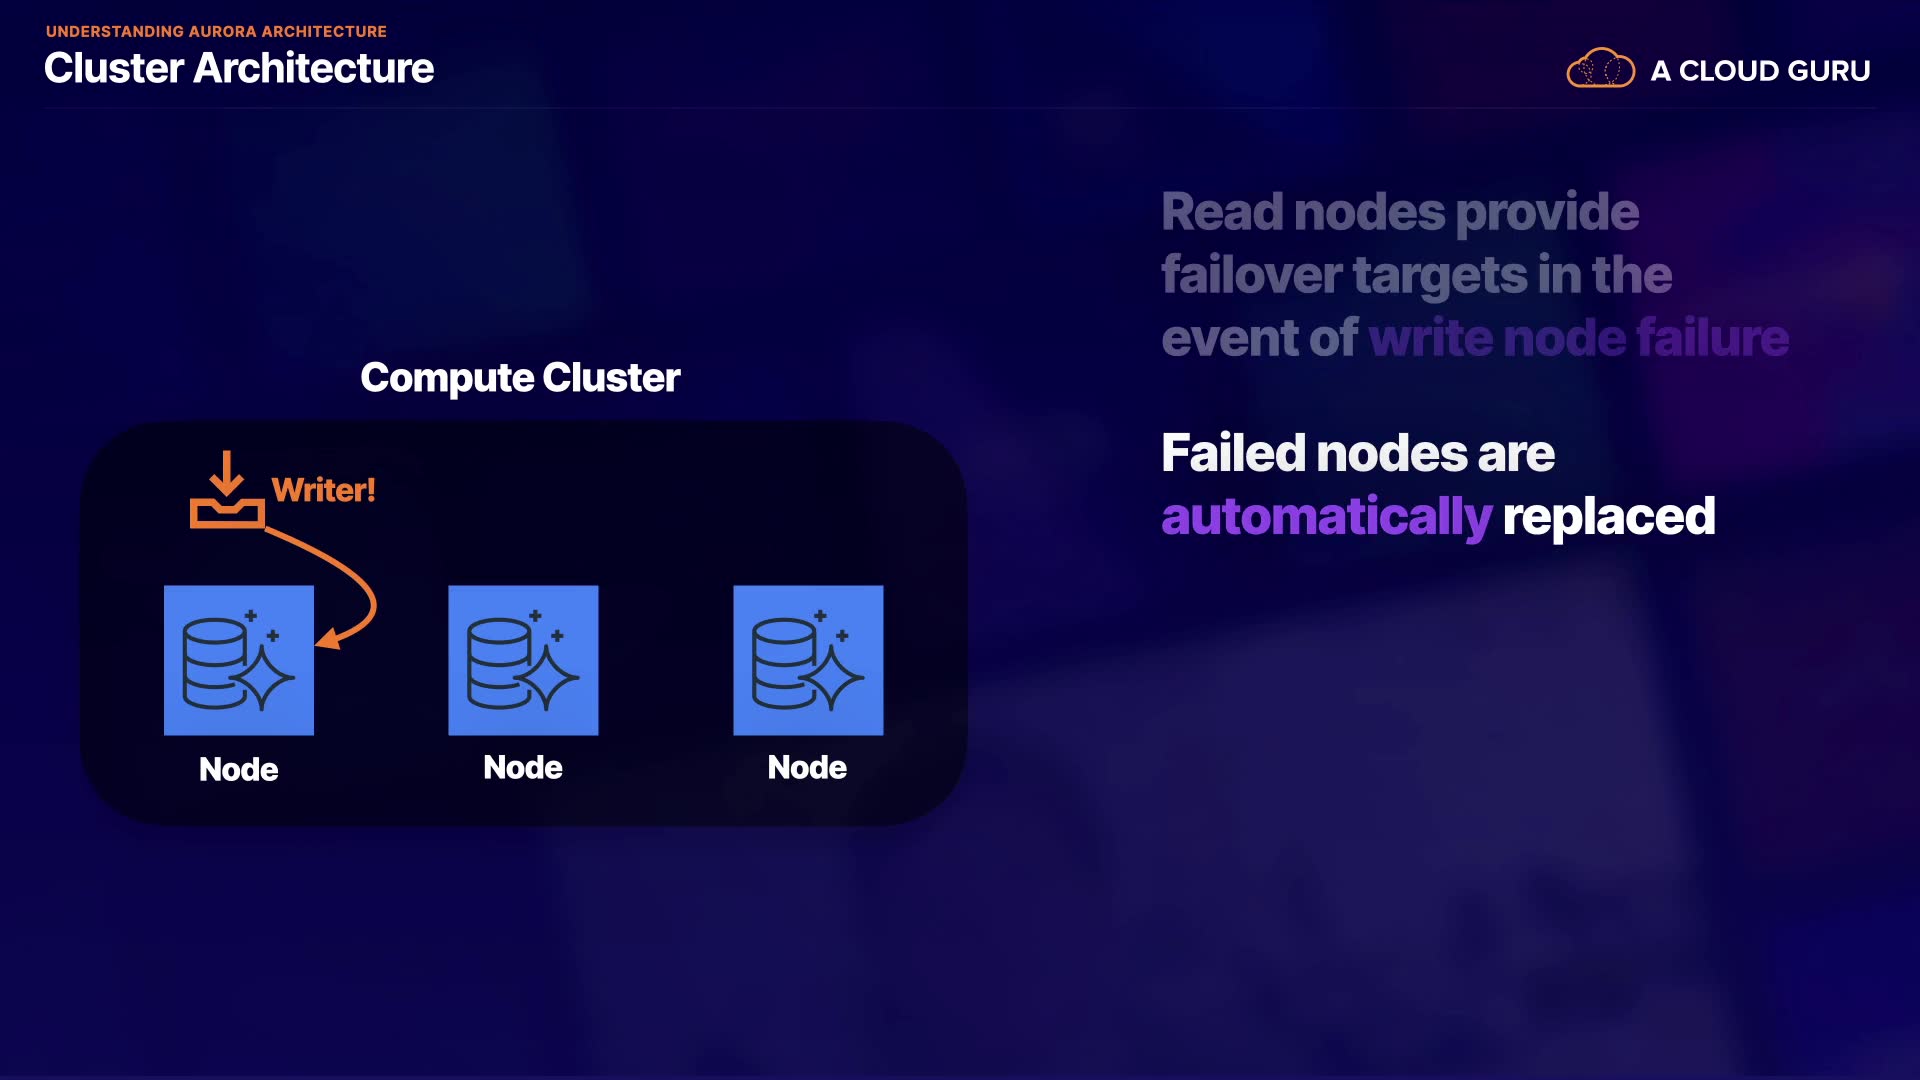 UNDERSTANDING AURORA ARCHITECTURE
Cluster Architecture
A CLOUD GURU
Read nodes provide
failover targets in the
event of write node failure
Failed nodes are
automatically replaced
Compute Cluster
Writer!
Node
Node
Node